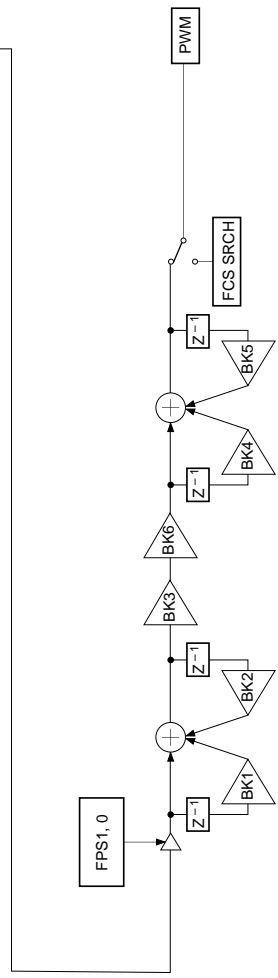 FPS1, 0
Z⁻¹
BK1
BK2
Z⁻¹
BK3
BK6
Z⁻¹
BK4
BK5
Z⁻¹
FCS SRCH
PWM